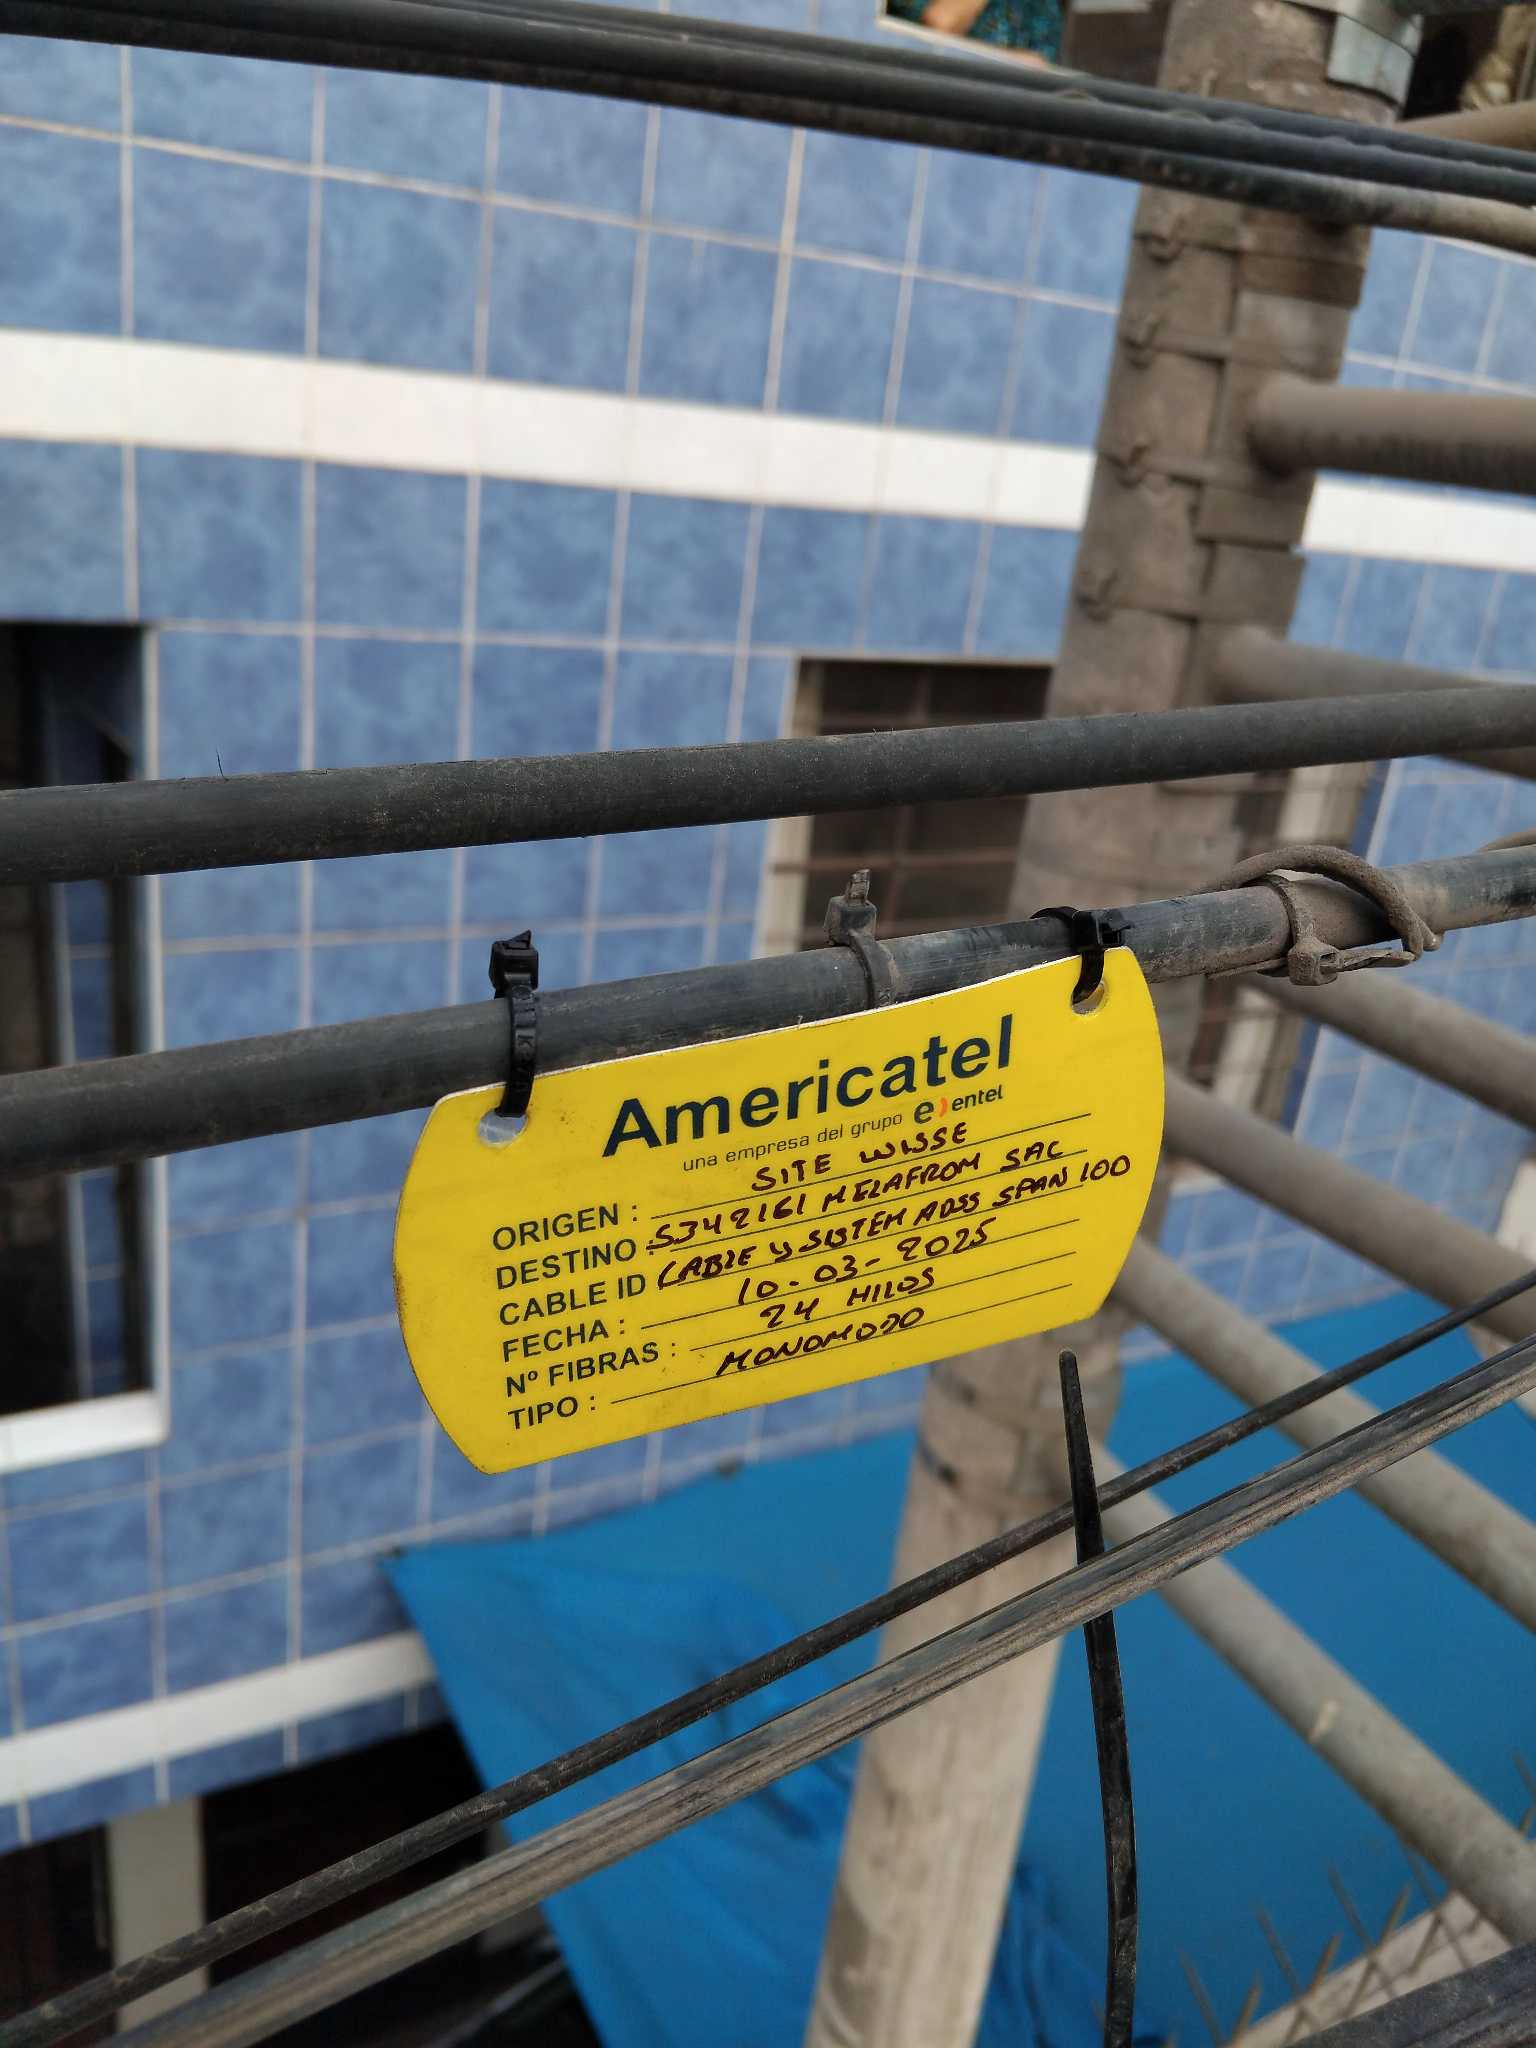 Americatel
una empresa del grupo e) entel
ORIGEN : SITE WISSE
DESTINO : S342161 MELAFROM SAC
CABLE ID CABLE Y SISTEM ADSS SPAN 100
FECHA : 10-03-2025
Nº FIBRAS : 24 HILOS
TIPO : MONOMODO